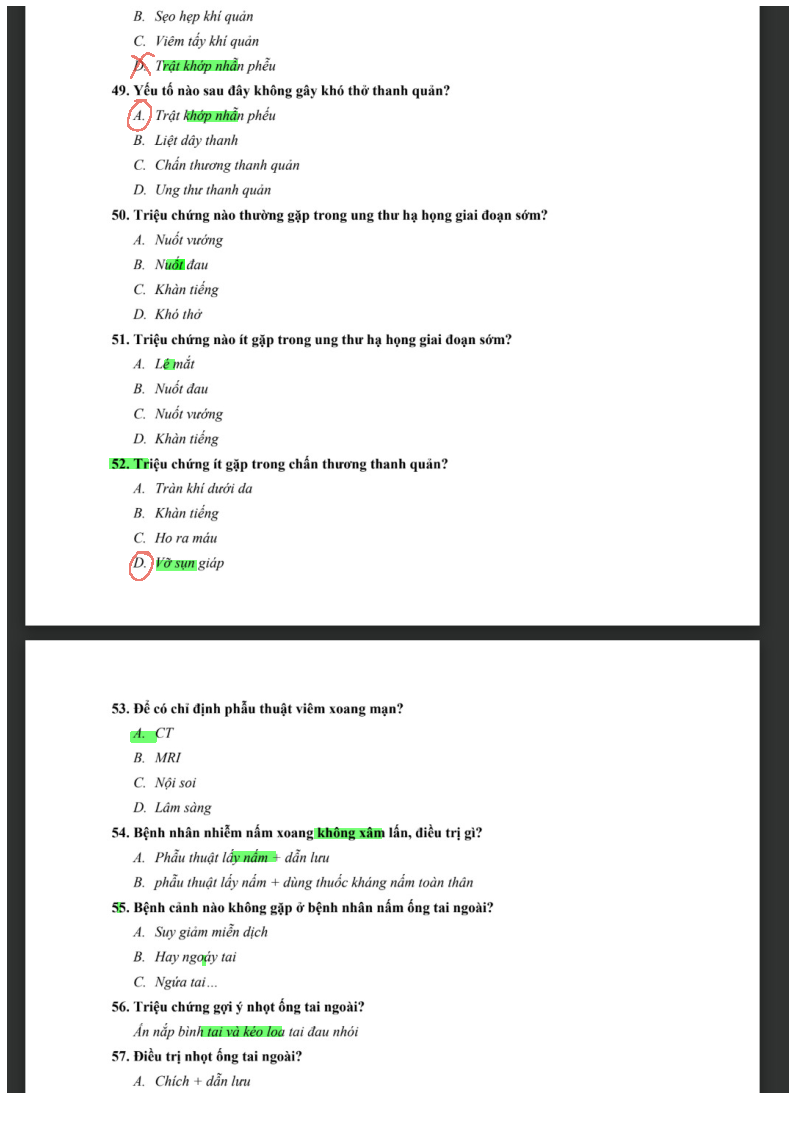 B. Sẹo hẹp khí quản
C. Viêm tấy khí quản
D. Trật khớp nhẫn phễu
49. Yếu tố nào sau đây không gây khó thở thanh quản?
A. Trật khớp nhẫn phếu
B. Liệt dây thanh
C. Chấn thương thanh quản
D. Ung thư thanh quản
50. Triệu chứng nào thường gặp trong ung thư hạ họng giai đoạn sớm?
A. Nuốt vướng
B. Nuốt đau
C. Khàn tiếng
D. Khó thở
51. Triệu chứng nào ít gặp trong ung thư hạ họng giai đoạn sớm?
A. Lé mắt
B. Nuốt đau
C. Nuốt vướng
D. Khàn tiếng
52. Triệu chứng ít gặp trong chấn thương thanh quản?
A. Tràn khí dưới da
B. Khàn tiếng
C. Ho ra máu
D. Vỡ sụn giáp
53. Để có chỉ định phẫu thuật viêm xoang mạn?
A. CT
B. MRI
C. Nội soi
D. Lâm sàng
54. Bệnh nhân nhiễm nấm xoang không xâm lấn, điều trị gì?
A. Phẫu thuật lấy nấm + dẫn lưu
B. phẫu thuật lấy nấm + dùng thuốc kháng nấm toàn thân
55. Bệnh cảnh nào không gặp ở bệnh nhân nấm ống tai ngoài?
A. Suy giảm miễn dịch
B. Hay ngoáy tai
C. Ngứa tai…
56. Triệu chứng gợi ý nhọt ống tai ngoài?
Ấn nắp bình tai và kéo loa tai đau nhói
57. Điều trị nhọt ống tai ngoài?
A. Chích + dẫn lưu